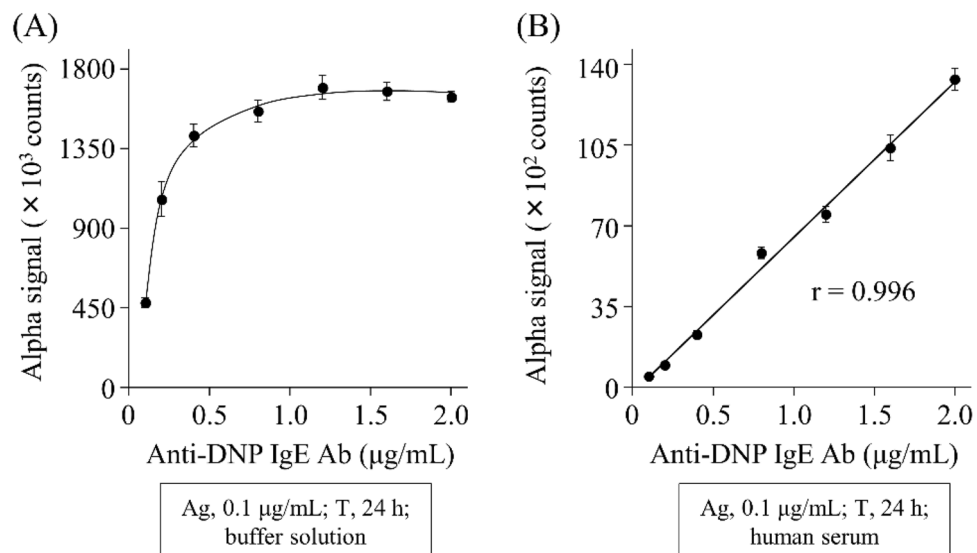 (A)
Alpha signal ( × 10³ counts)
1800
1350
900
450
0
0
0.5
1.0
1.5
2.0
Anti-DNP IgE Ab (μg/mL)
Ag, 0.1 μg/mL; T, 24 h;
buffer solution
(B)
Alpha signal ( × 10² counts)
140
105
70
35
0
r = 0.996
0
0.5
1.0
1.5
2.0
Anti-DNP IgE Ab (μg/mL)
Ag, 0.1 μg/mL; T, 24 h;
human serum